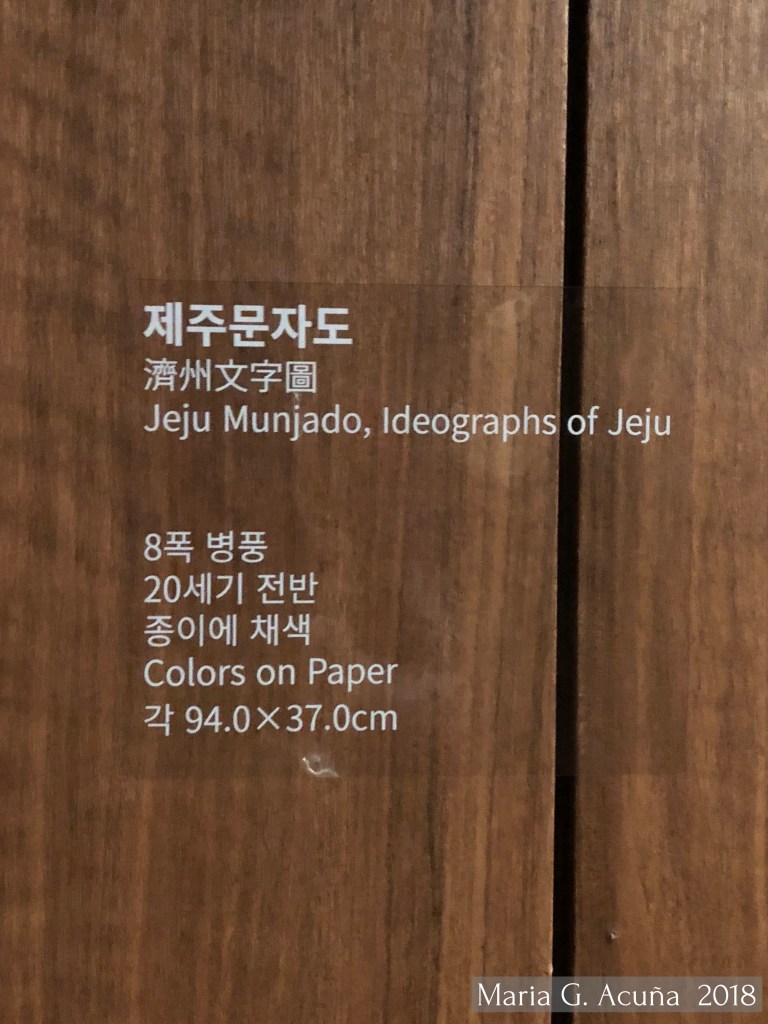 제주문자도
濟州文字圖
Jeju Munjado, Ideographs of Jeju
8폭 병풍
20세기 전반
종이에 채색
Colors on Paper
각 94.0×37.0cm
Maria G. Acuña 2018